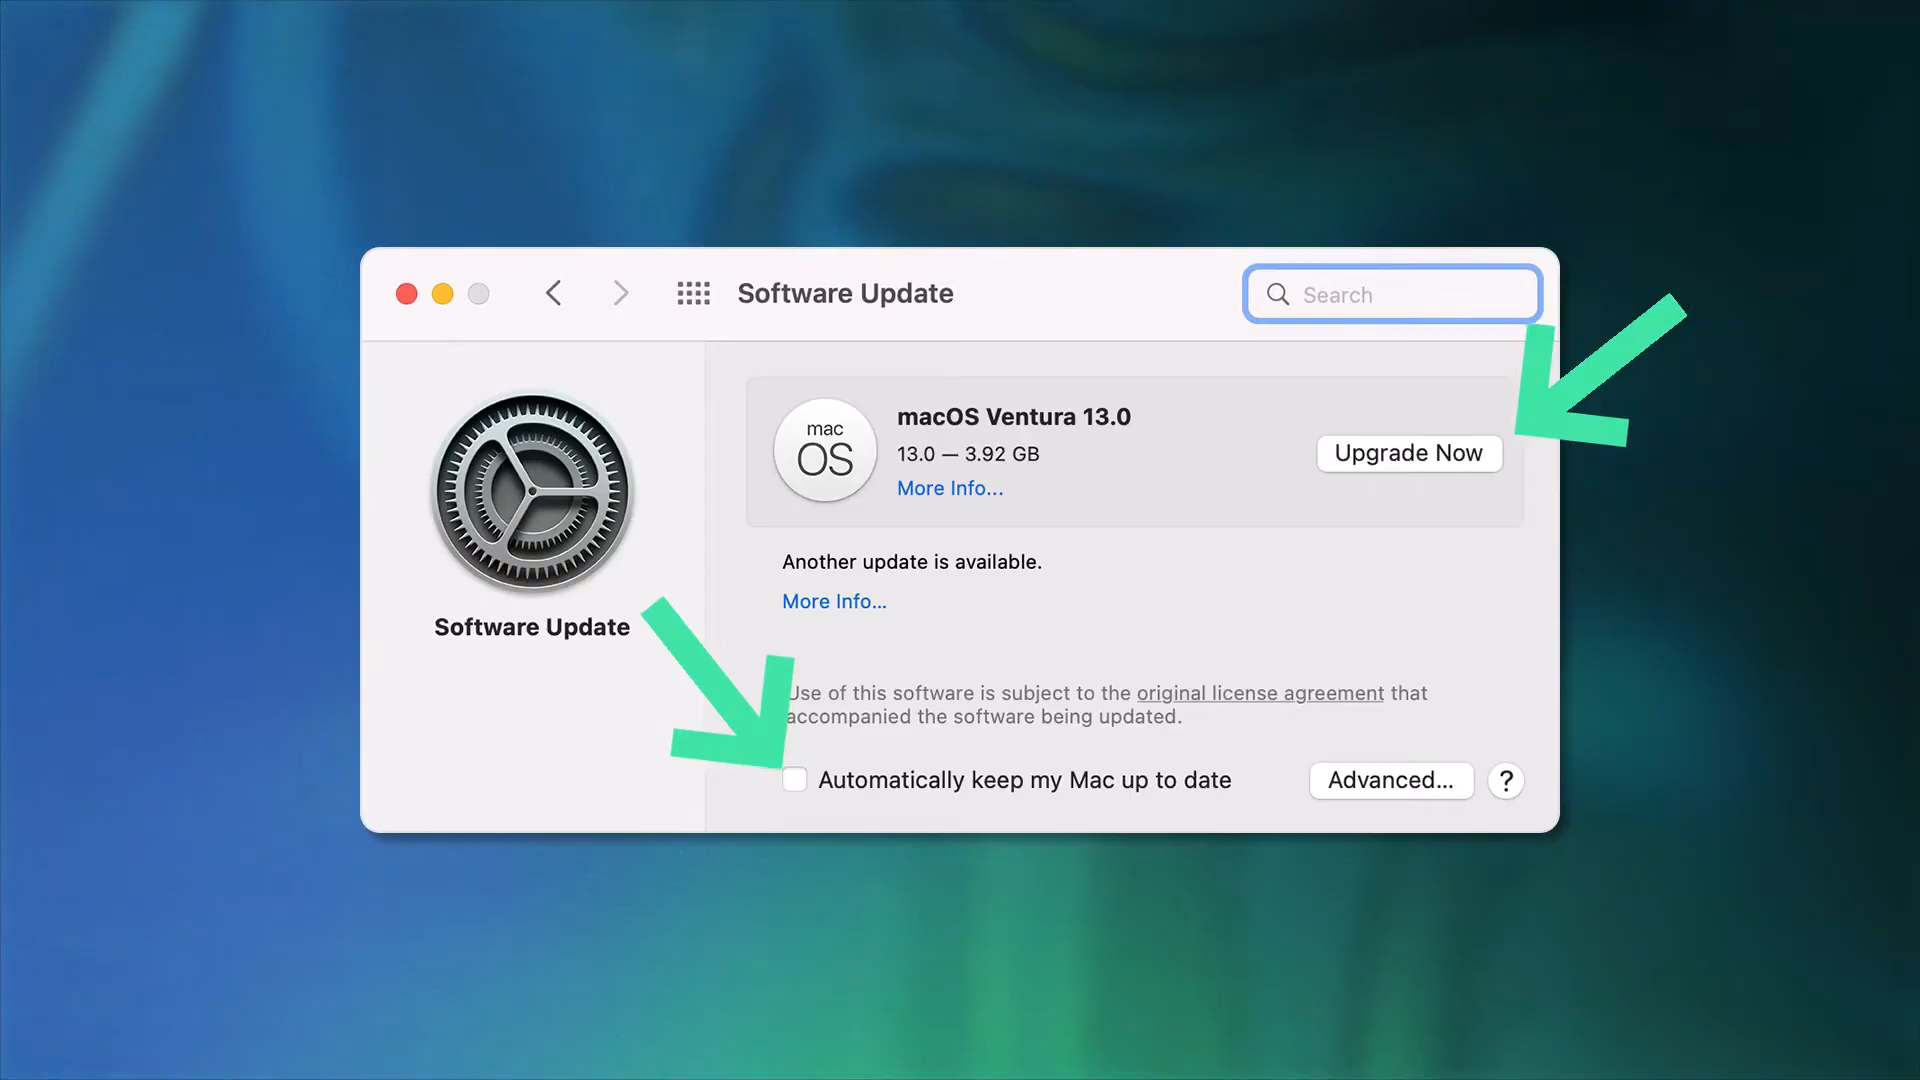 Software Update
Search
mac
OS
macOS Ventura 13.0
13.0 — 3.92 GB
More Info...
Upgrade Now
Software Update
Another update is available.
More Info...
Use of this software is subject to the original license agreement that
accompanied the software being updated.
Automatically keep my Mac up to date
Advanced...
?